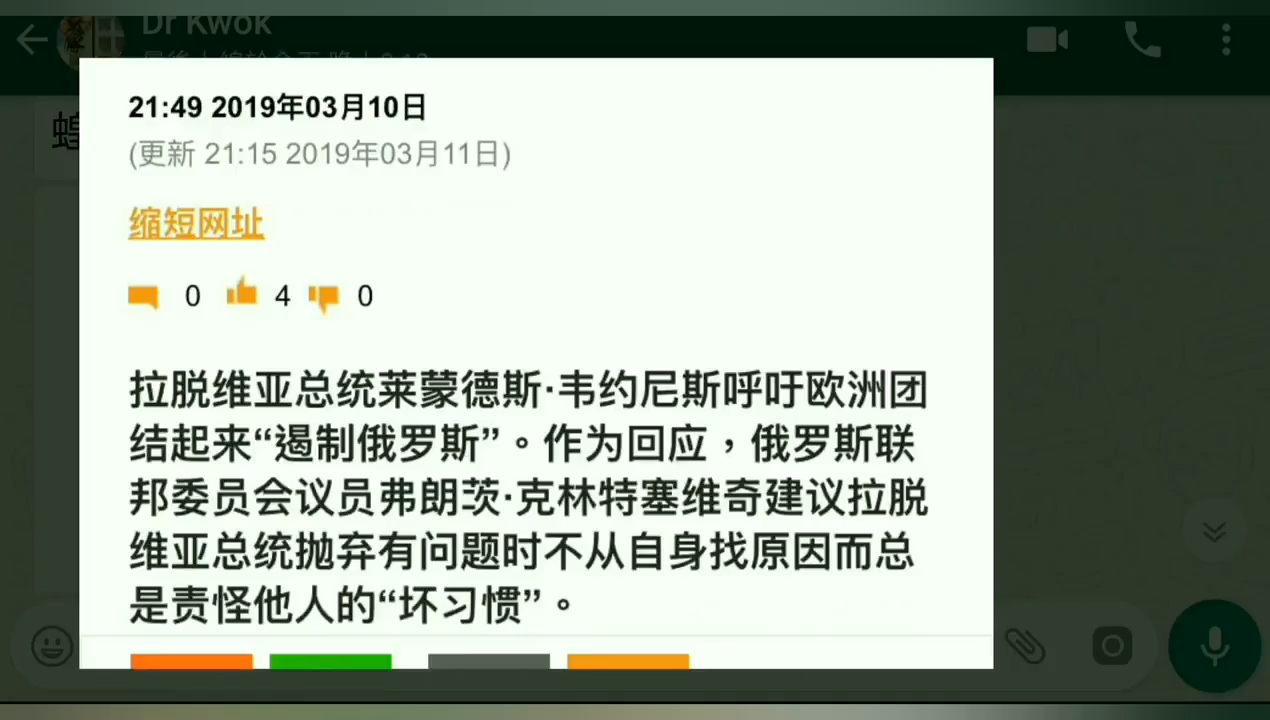 Dr Kwok
21:49 2019年03月10日
(更新 21:15 2019年03月11日)
缩短网址
0 4 0
拉脱维亚总统莱蒙德斯·韦约尼斯呼吁欧洲团
结起来“遏制俄罗斯”。作为回应，俄罗斯联
邦委员会议员弗朗茨·克林特塞维奇建议拉脱
维亚总统抛弃有问题时不从自身找原因而总
是责怪他人的“坏习惯”。